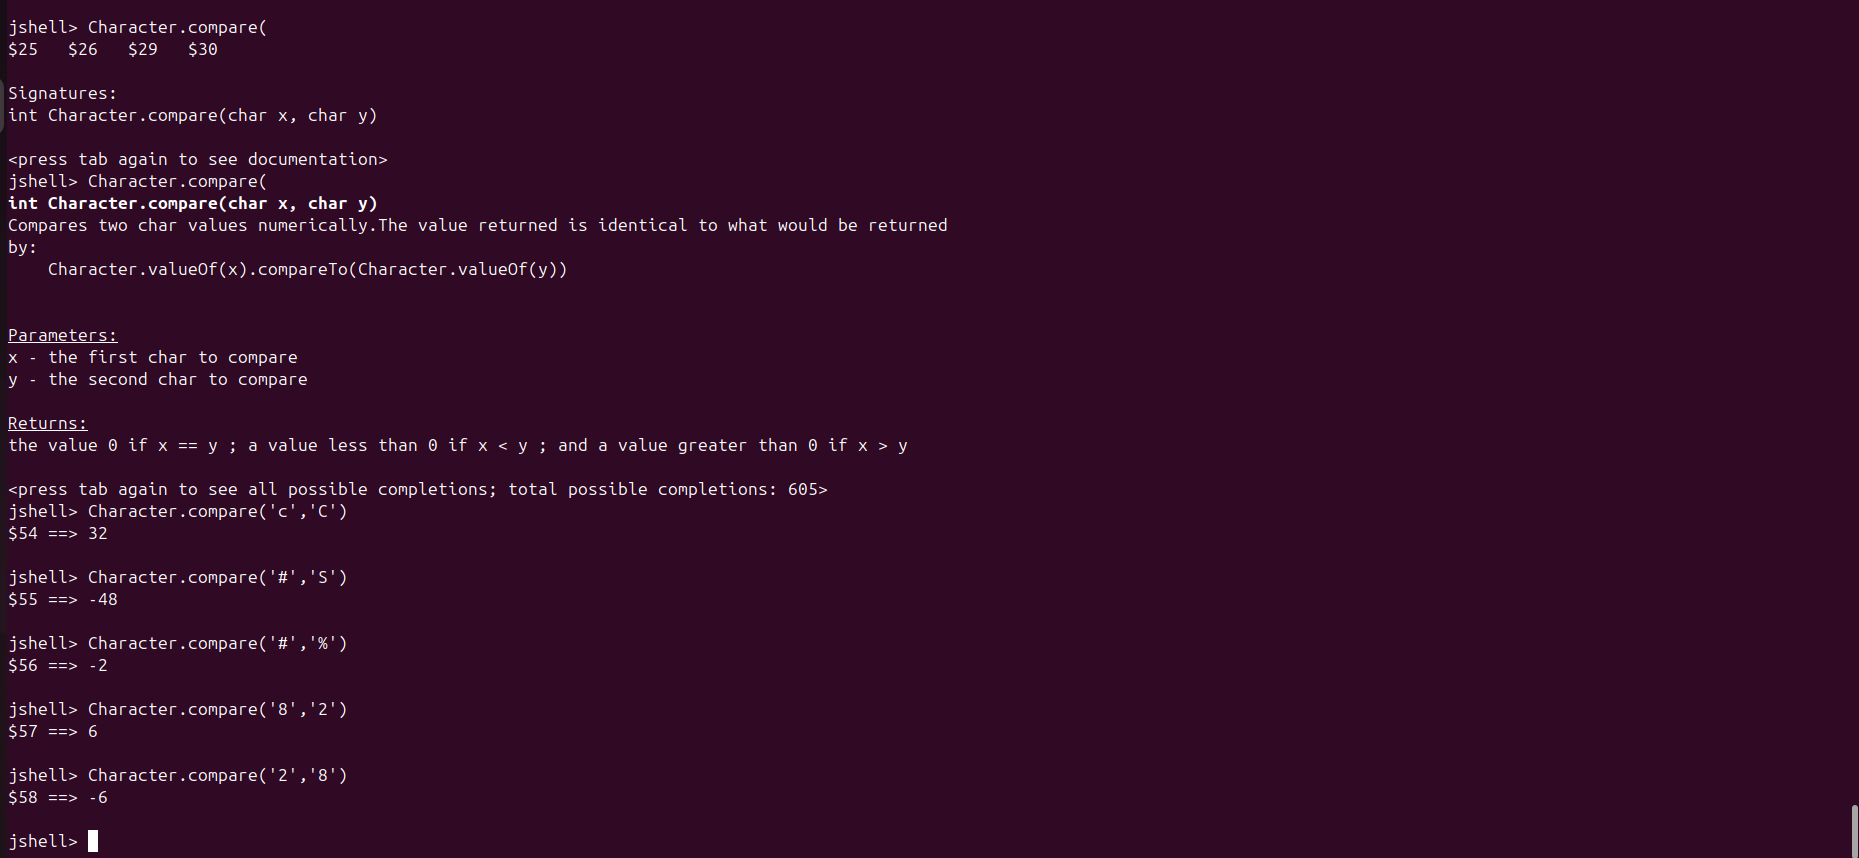 jshell> Character.compare(
$25   $26   $29   $30
Signatures:
int Character.compare(char x, char y)
<press tab again to see documentation>
jshell> Character.compare(
int Character.compare(char x, char y)
Compares two char values numerically.The value returned is identical to what would be returned
by:
    Character.valueOf(x).compareTo(Character.valueOf(y))
Parameters:
x - the first char to compare
y - the second char to compare
Returns:
the value 0 if x == y ; a value less than 0 if x < y ; and a value greater than 0 if x > y
<press tab again to see all possible completions; total possible completions: 605>
jshell> Character.compare('c','C')
$54 ==> 32
jshell> Character.compare('#','S')
$55 ==> -48
jshell> Character.compare('#','%')
$56 ==> -2
jshell> Character.compare('8','2')
$57 ==> 6
jshell> Character.compare('2','8')
$58 ==> -6
jshell>